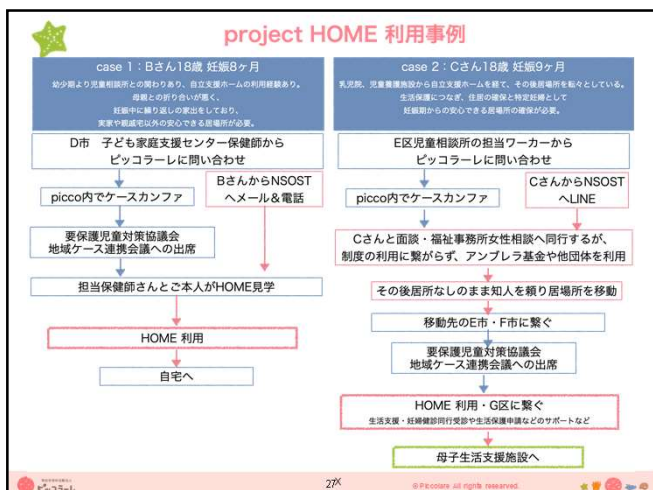 project HOME 利用事例
case 1：Bさん18歳 妊娠8ヶ月
幼少期より児童相談所との関わりあり、自立支援ホームの利用経験あり。
母親との折り合いが悪く、
妊娠中に繰り返しの家出をしており、
実家や親戚宅以外の安心できる居場所が必要。
D市　子ども家庭支援センター保健師から
ピッコラーレに問い合わせ
picco内でケースカンファ
BさんからNSOST
へメール＆電話
要保護児童対策協議会
地域ケース連携会議への出席
担当保健師さんとご本人がHOME見学
HOME 利用
自宅へ
case 2：Cさん18歳 妊娠9ヶ月
乳児院、児童養護施設から自立支援ホームを経て、その後居場所を転々としている。
生活保護につなぎ、住居の確保と特定妊婦として
妊娠期からの安心できる居場所の確保が必要。
E区児童相談所の担当ワーカーから
ピッコラーレに問い合わせ
picco内でケースカンファ
CさんからNSOST
へLINE
Cさんと面談・福祉事務所女性相談へ同行するが、
制度の利用に繋がらず、アンブレラ基金や他団体を利用
その後居所なしのまま知人を頼り居場所を移動
移動先のE市・F市に繋ぐ
要保護児童対策協議会
地域ケース連携会議への出席
HOME 利用・G区に繋ぐ
生活支援・妊婦健診同行受診や生活保護申請などのサポートなど
母子生活支援施設へ
ピッコラーレ
27
© Piccolare All rights researved.